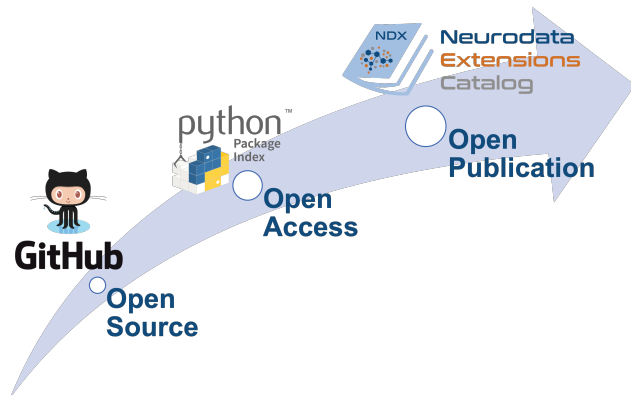 NDX
Neurodata
Extensions
Catalog
Open
Publication
python™
Package
Index
Open
Access
GitHub
Open
Source